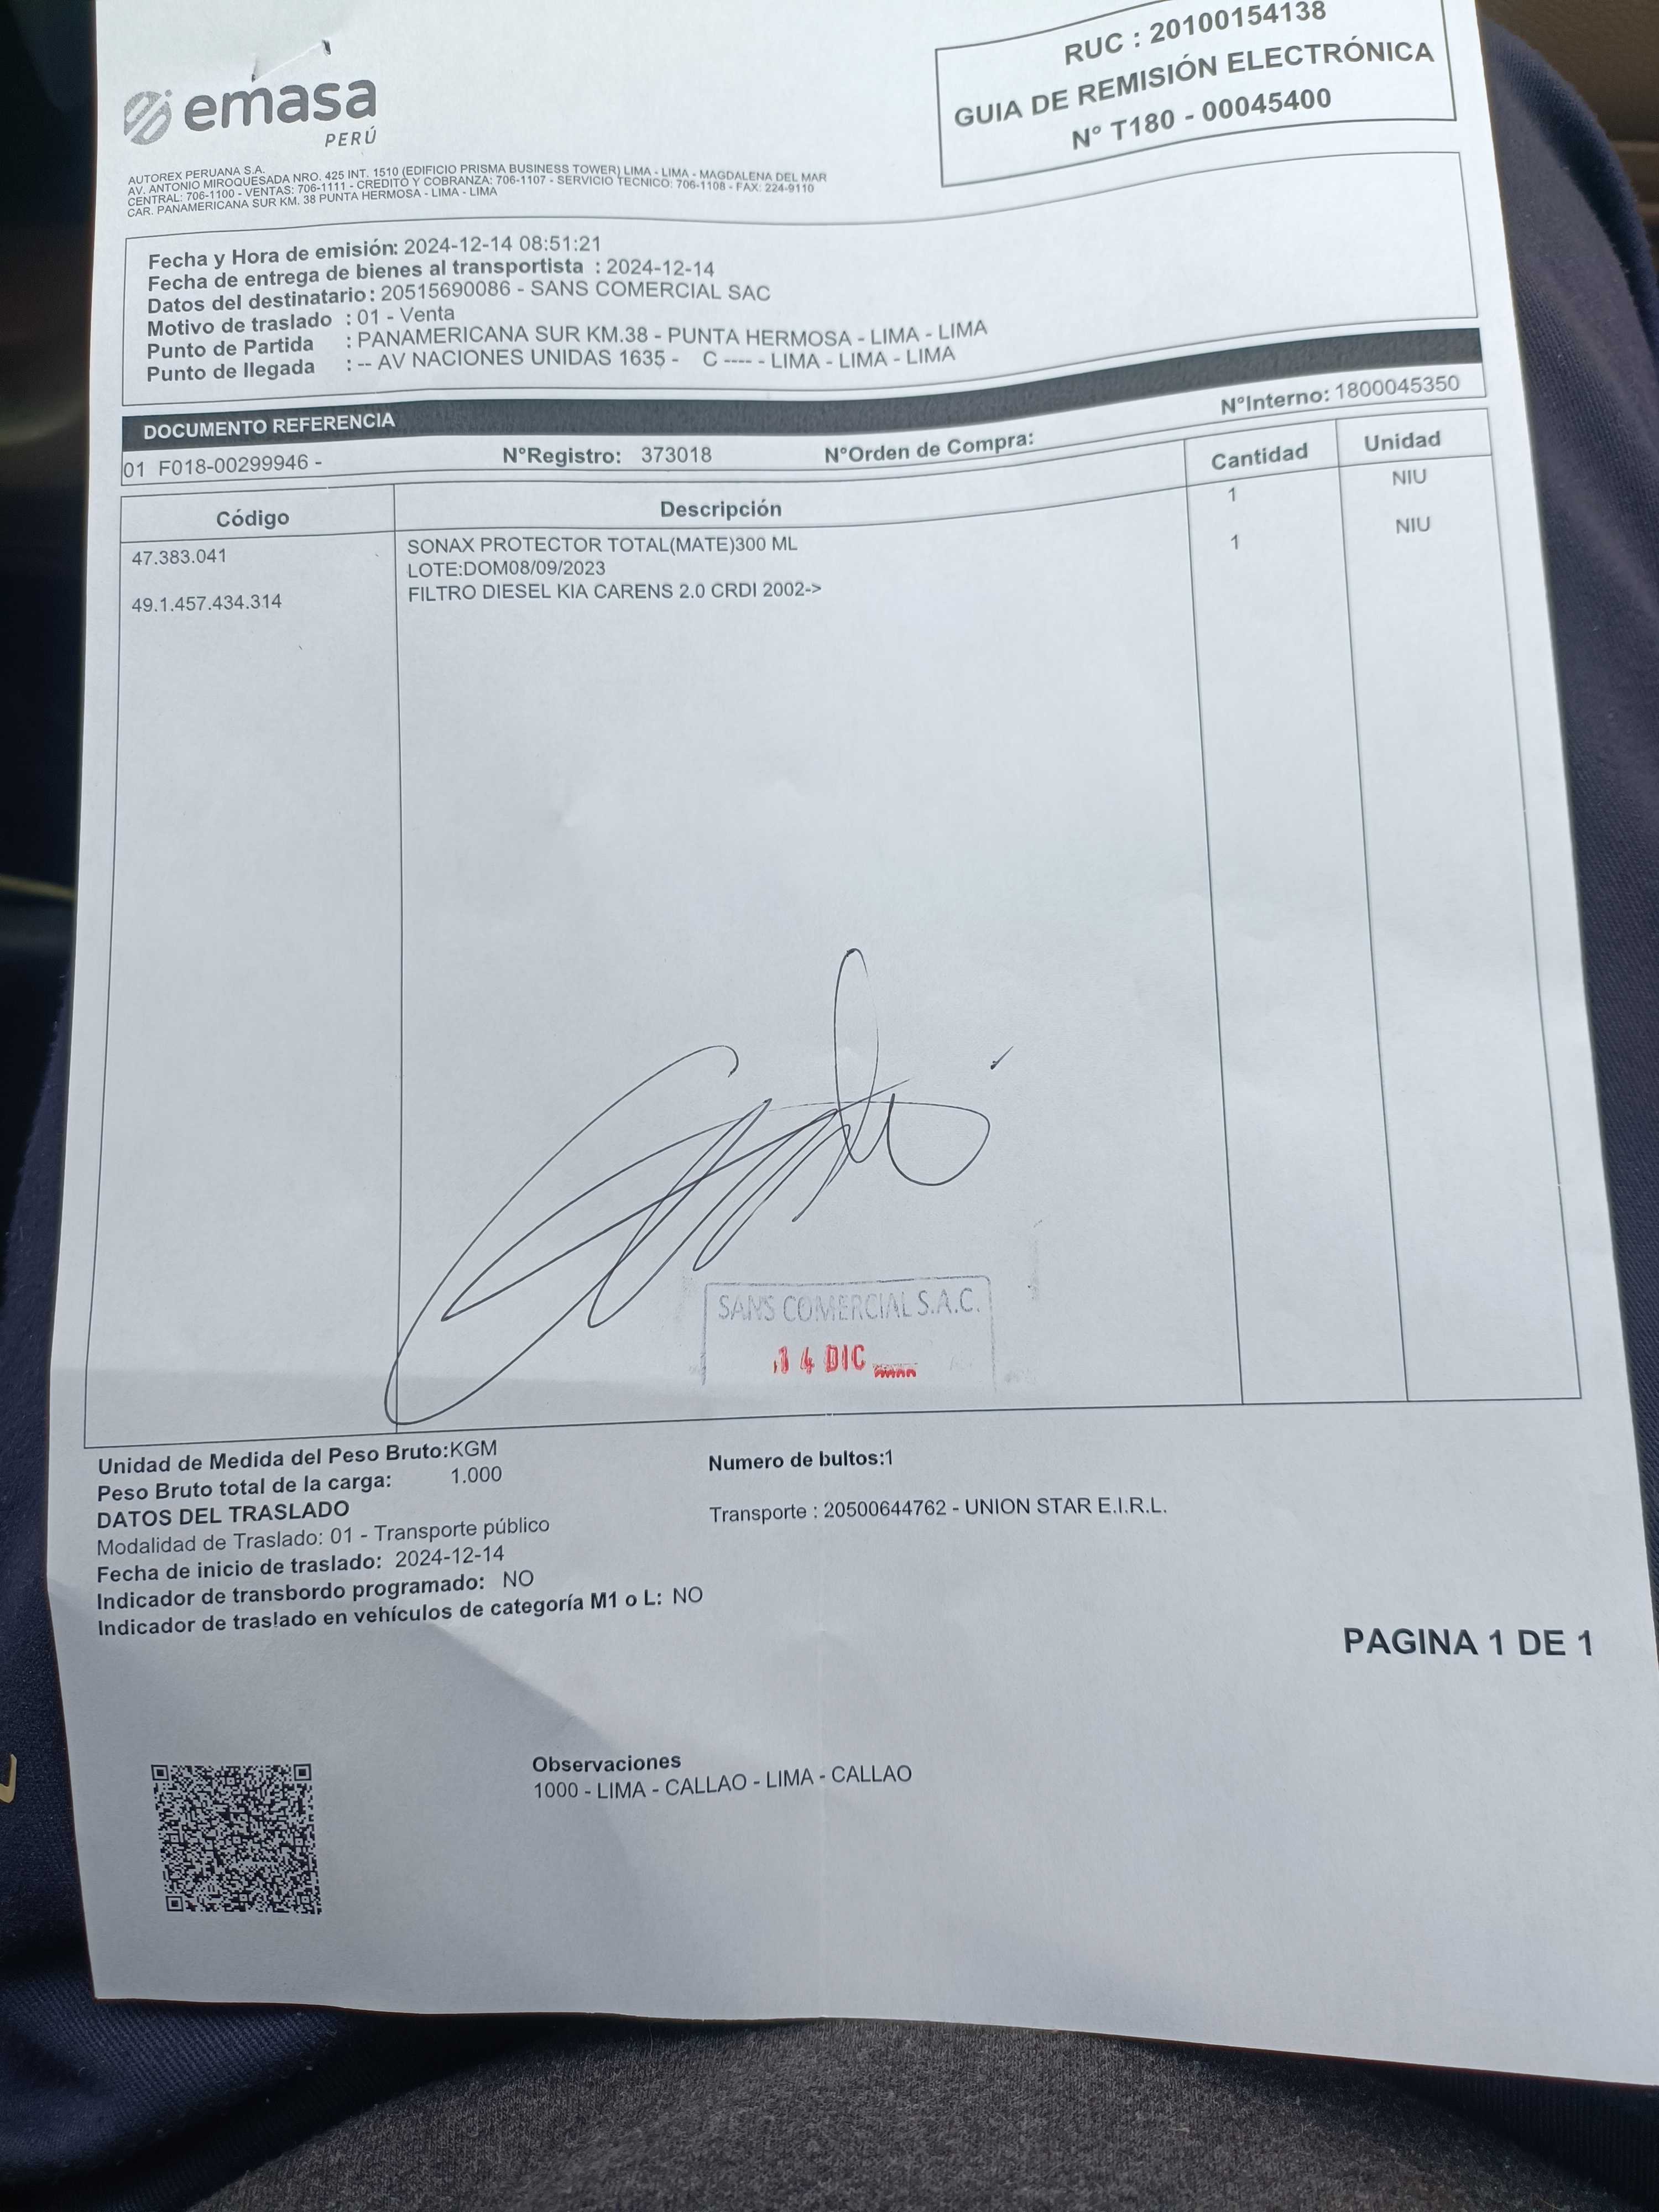 emasa
PERÚ
RUC : 20100154138
GUIA DE REMISIÓN ELECTRÓNICA
N° T180 - 00045400
AUTOREX PERUANA S.A.
AV. ANTONIO MIROQUESADA NRO. 425 INT. 1510 (EDIFICIO PRISMA BUSINESS TOWER) LIMA - LIMA - MAGDALENA DEL MAR
CENTRAL: 706-1100 - VENTAS: 706-1111 - CREDITO Y COBRANZA: 706-1107 - SERVICIO TECNICO: 706-1108 - FAX: 224-9110
CAR. PANAMERICANA SUR KM. 38 PUNTA HERMOSA - LIMA - LIMA
Fecha y Hora de emisión: 2024-12-14 08:51:21
Fecha de entrega de bienes al transportista : 2024-12-14
Datos del destinatario : 20515690086 - SANS COMERCIAL SAC
Motivo de traslado : 01 - Venta
Punto de Partida : PANAMERICANA SUR KM.38 - PUNTA HERMOSA - LIMA - LIMA
Punto de llegada : -- AV NACIONES UNIDAS 1635 - C ---- - LIMA - LIMA - LIMA
DOCUMENTO REFERENCIA
N°Interno: 1800045350
01 F018-00299946 - N°Registro: 373018 N°Orden de Compra:
Código Descripción Cantidad Unidad
47.383.041 SONAX PROTECTOR TOTAL(MATE)300 ML 1 NIU
LOTE:DOM08/09/2023
49.1.457.434.314 FILTRO DIESEL KIA CARENS 2.0 CRDI 2002-> 1 NIU
SANS COMERCIAL S.A.C.
14 DIC
Unidad de Medida del Peso Bruto:KGM
Numero de bultos:1
Peso Bruto total de la carga: 1.000
DATOS DEL TRASLADO
Transporte : 20500644762 - UNION STAR E.I.R.L.
Modalidad de Traslado: 01 - Transporte público
Fecha de inicio de traslado: 2024-12-14
Indicador de transbordo programado: NO
Indicador de traslado en vehículos de categoría M1 o L: NO
PAGINA 1 DE 1
Observaciones
1000 - LIMA - CALLAO - LIMA - CALLAO